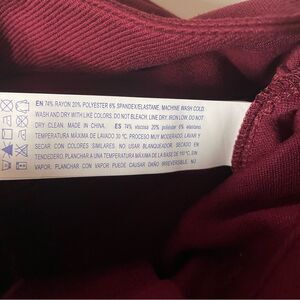 EN 74% RAYON 20% POLYESTER 6% SPANDEX/ELASTANE, MACHINE WASH COLD
WASH AND DRY WITH LIKE COLORS. DO NOT BLEACH. LINE DRY. IRON LOW. DO NOT
DRY CLEAN. MADE IN CHINA. ES 74% viscosa 20% poliester 6% elastano
TEMPERATURA MÁXIMA DE LAVADO 30 ºC. PROCESO MUY MODERADO. LAVAR Y
SECAR CON COLORES SIMILARES. NO USAR BLANQUEADOR. SECADO EN
TENDEDERO. PLANCHAR A UNA TEMPERATURA MÁXIMA DE LA BASE DE 110 ºC, SIN
VAPOR. PLANCHAR CON VAPOR PUEDE CAUSAR DAÑO IRREVERSIBLE. NO